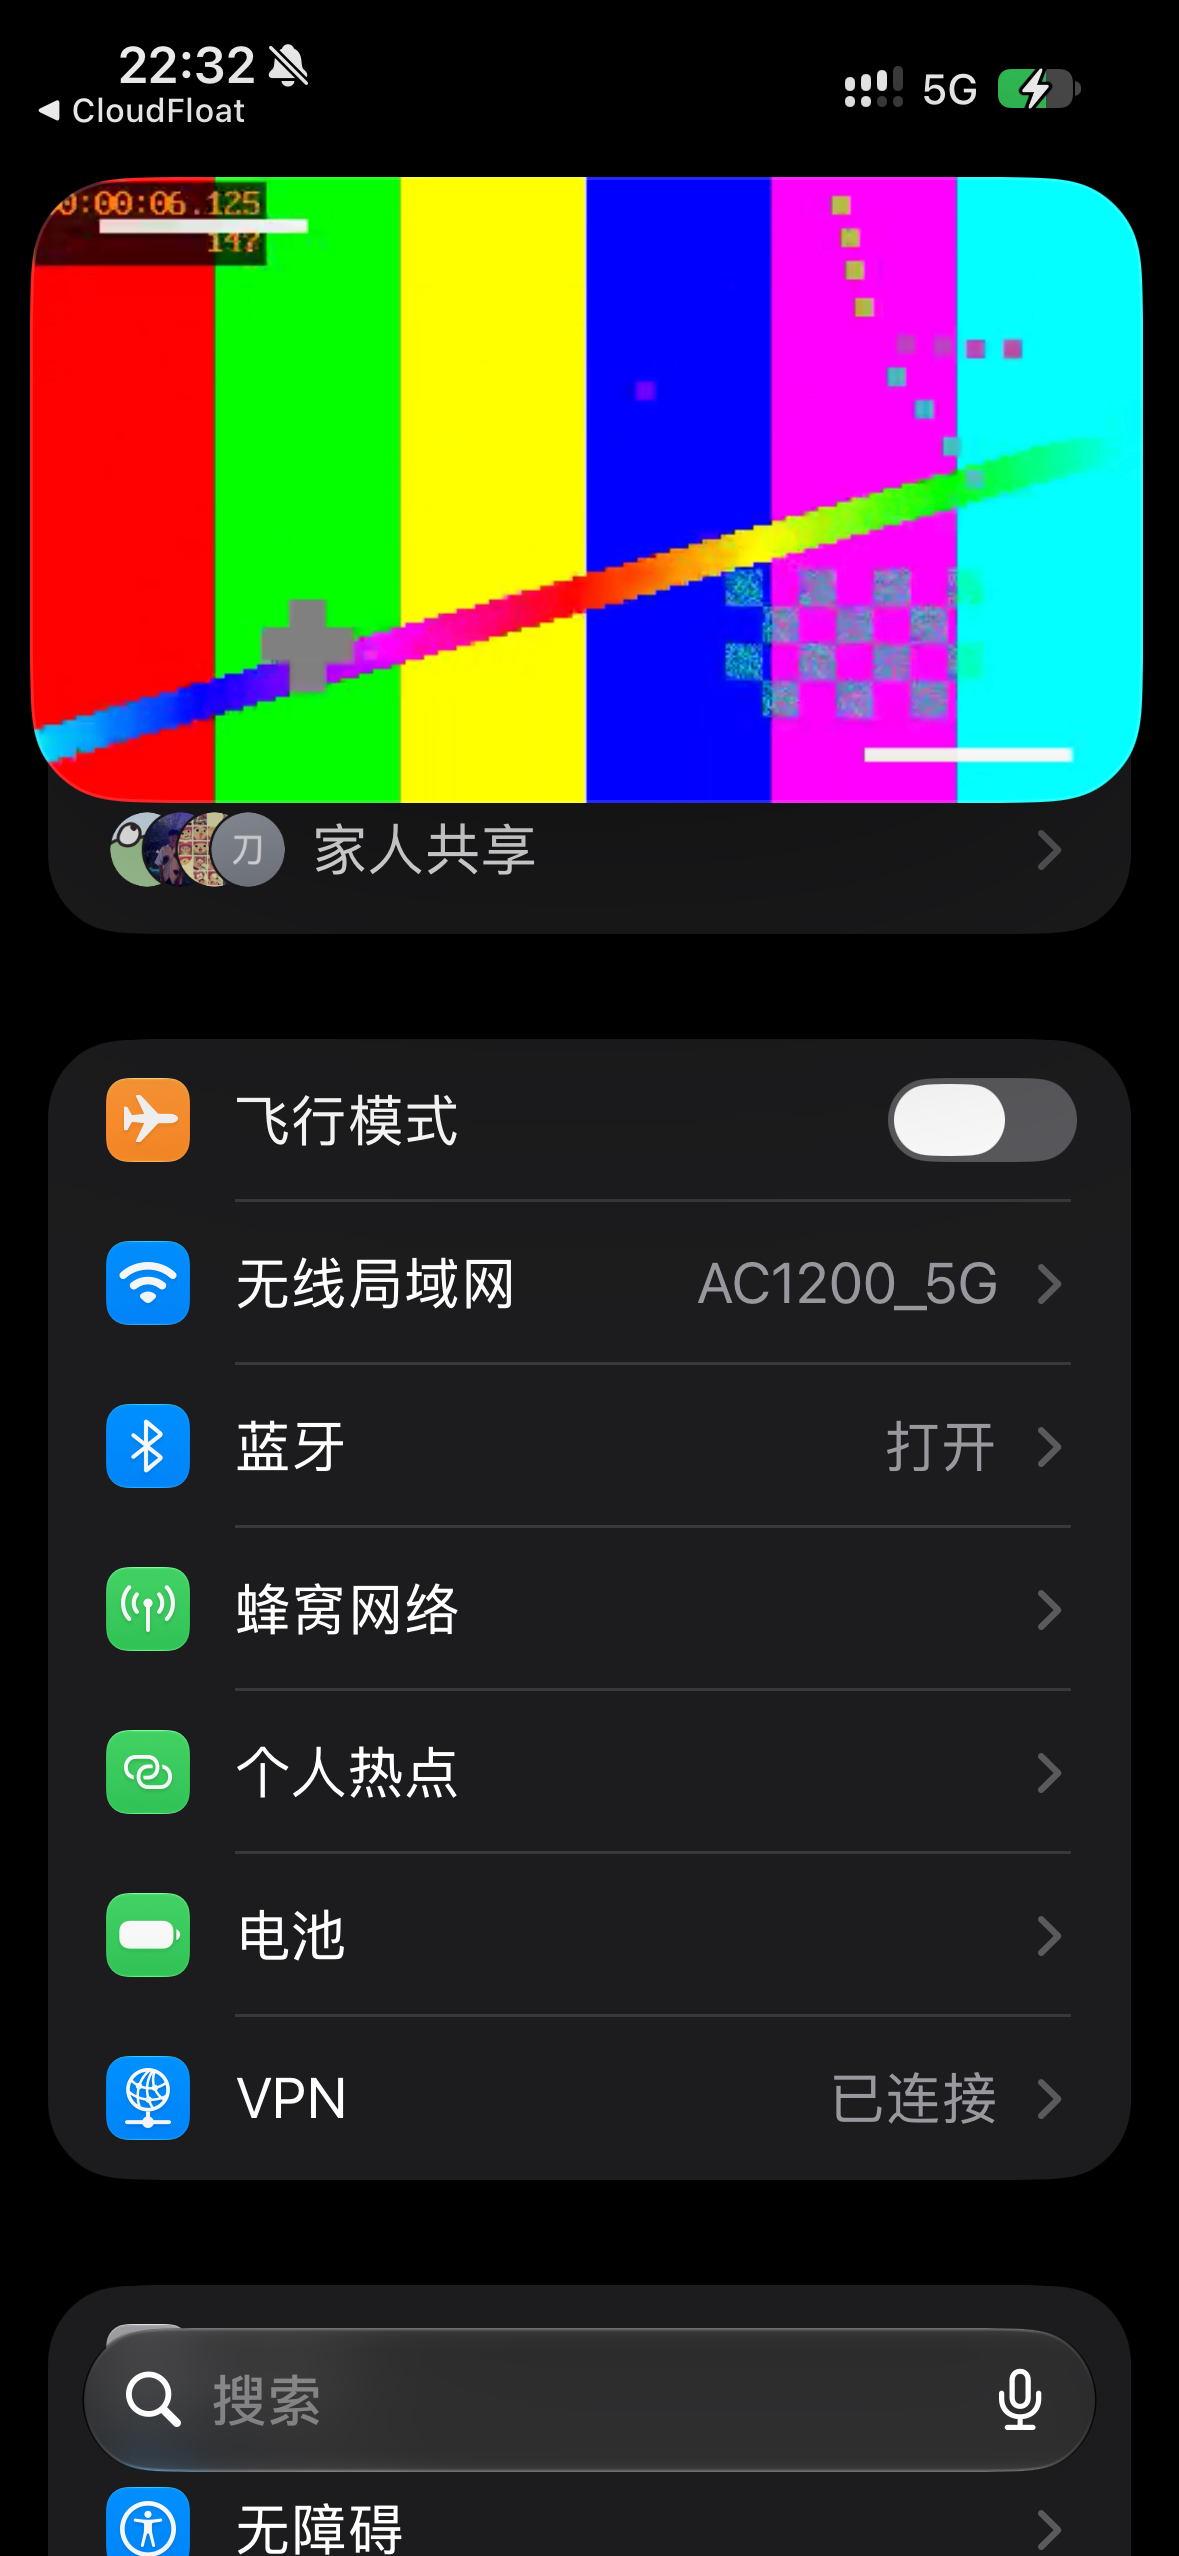 22:32
CloudFloat
5G
0:00:06.125
147
刀
家人共享
飞行模式
无线局域网 AC1200_5G
蓝牙 打开
蜂窝网络
个人热点
电池
VPN 已连接
搜索
无障碍